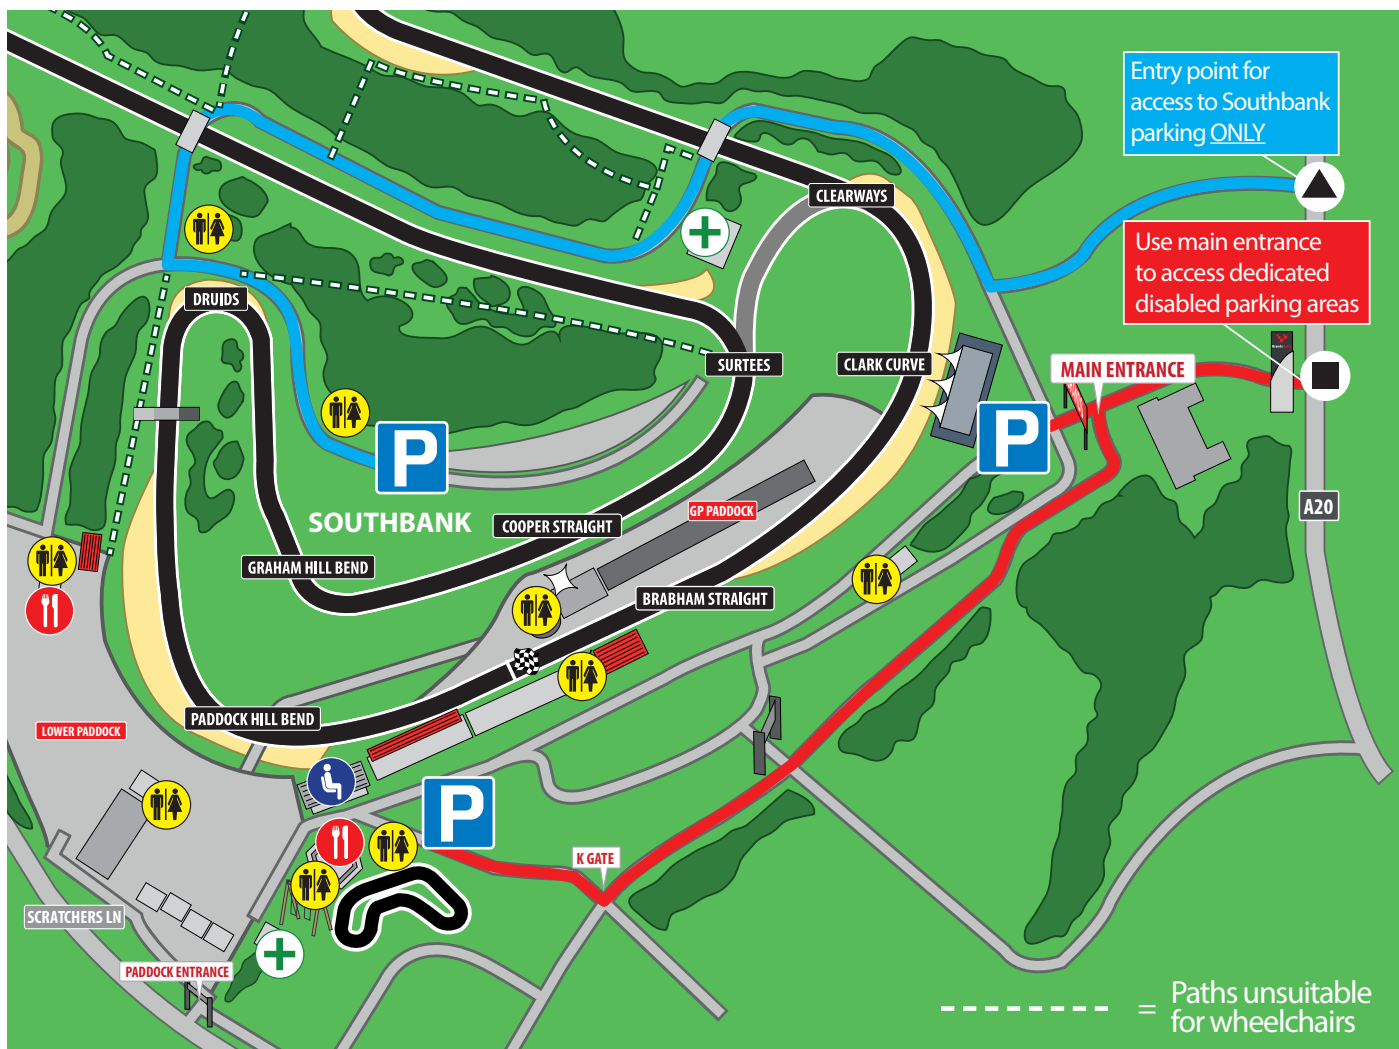 Entry point for
access to Southbank
parking ONLY
CLEARWAYS
Use main entrance
to access dedicated
disabled parking areas
DRUIDS
SURTEES
CLARK CURVE
MAIN ENTRANCE
P
P
GP PADDOCK
A20
SOUTHBANK
COOPER STRAIGHT
GRAHAM HILL BEND
BRABHAM STRAIGHT
PADDOCK HILL BEND
LOWER PADDOCK
P
K GATE
SCRATCHERS LN
PADDOCK ENTRANCE
= Paths unsuitable
for wheelchairs